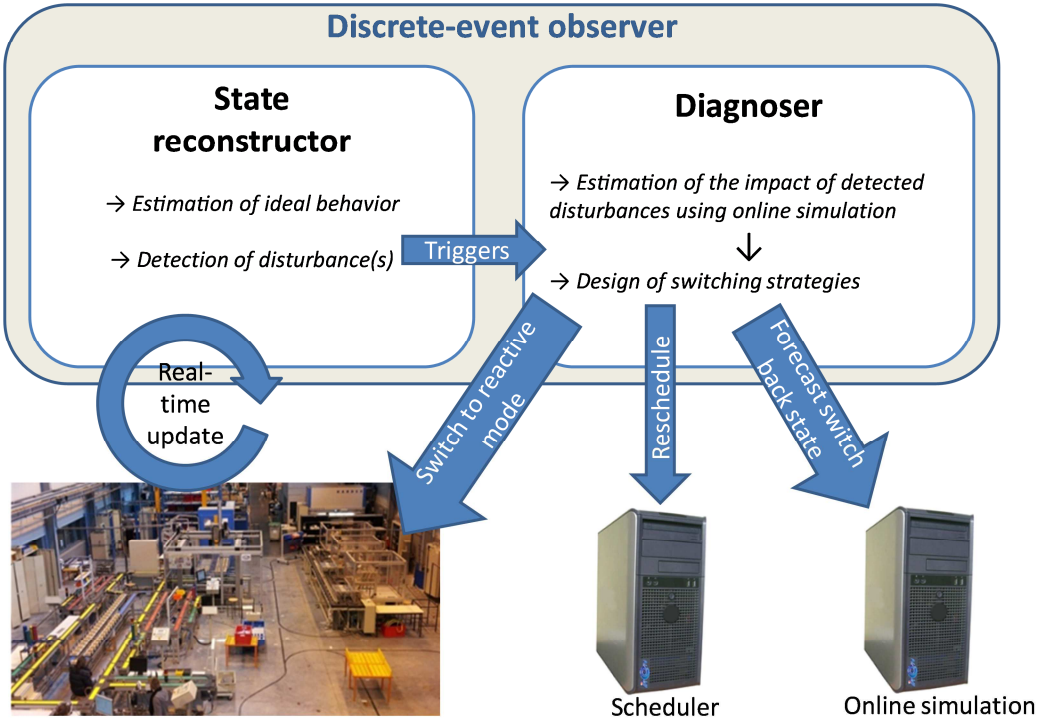 Discrete-event observer
State
reconstructor
→ Estimation of ideal behavior
→ Detection of disturbance(s)
Triggers
Diagnoser
→ Estimation of the impact of detected
disturbances using online simulation
↓
→ Design of switching strategies
Real-
time
update
Switch to reactive
mode
Reschedule
Forecast switch
back state
Scheduler
Online simulation